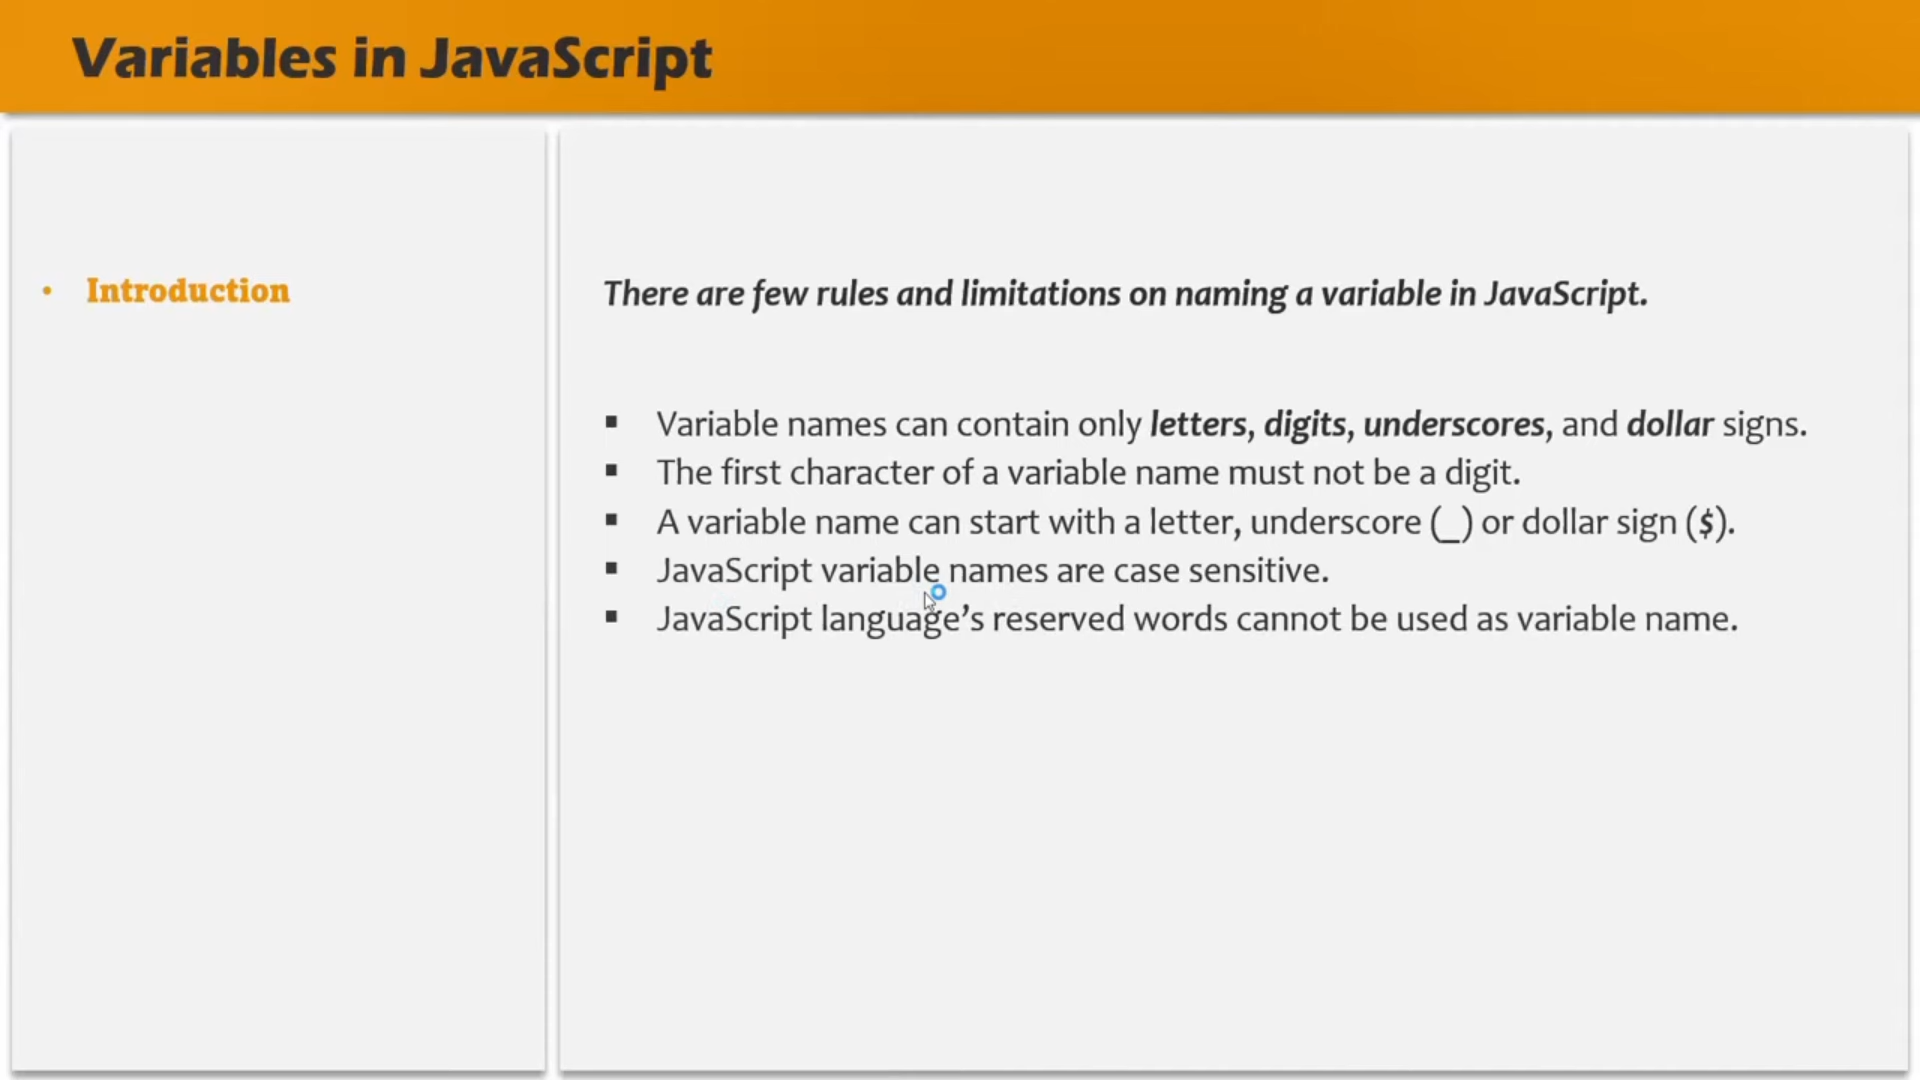 Variables in JavaScript
• Introduction
There are few rules and limitations on naming a variable in JavaScript.
▪ Variable names can contain only letters, digits, underscores, and dollar signs.
▪ The first character of a variable name must not be a digit.
▪ A variable name can start with a letter, underscore (_) or dollar sign ($).
▪ JavaScript variable names are case sensitive.
▪ JavaScript language’s reserved words cannot be used as variable name.